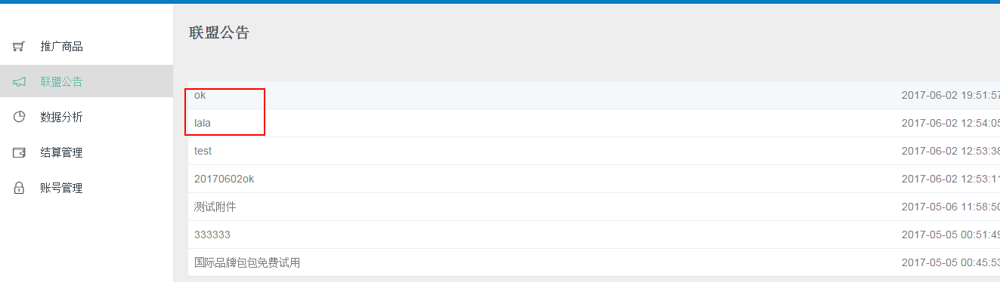 联盟公告
推广商品
联盟公告
数据分析
结算管理
账号管理
ok 2017-06-02 19:51:57
lala 2017-06-02 12:54:05
test 2017-06-02 12:53:38
20170602ok 2017-06-02 12:53:11
测试附件 2017-05-06 11:58:50
333333 2017-05-05 00:51:49
国际品牌包包免费试用 2017-05-05 00:45:53